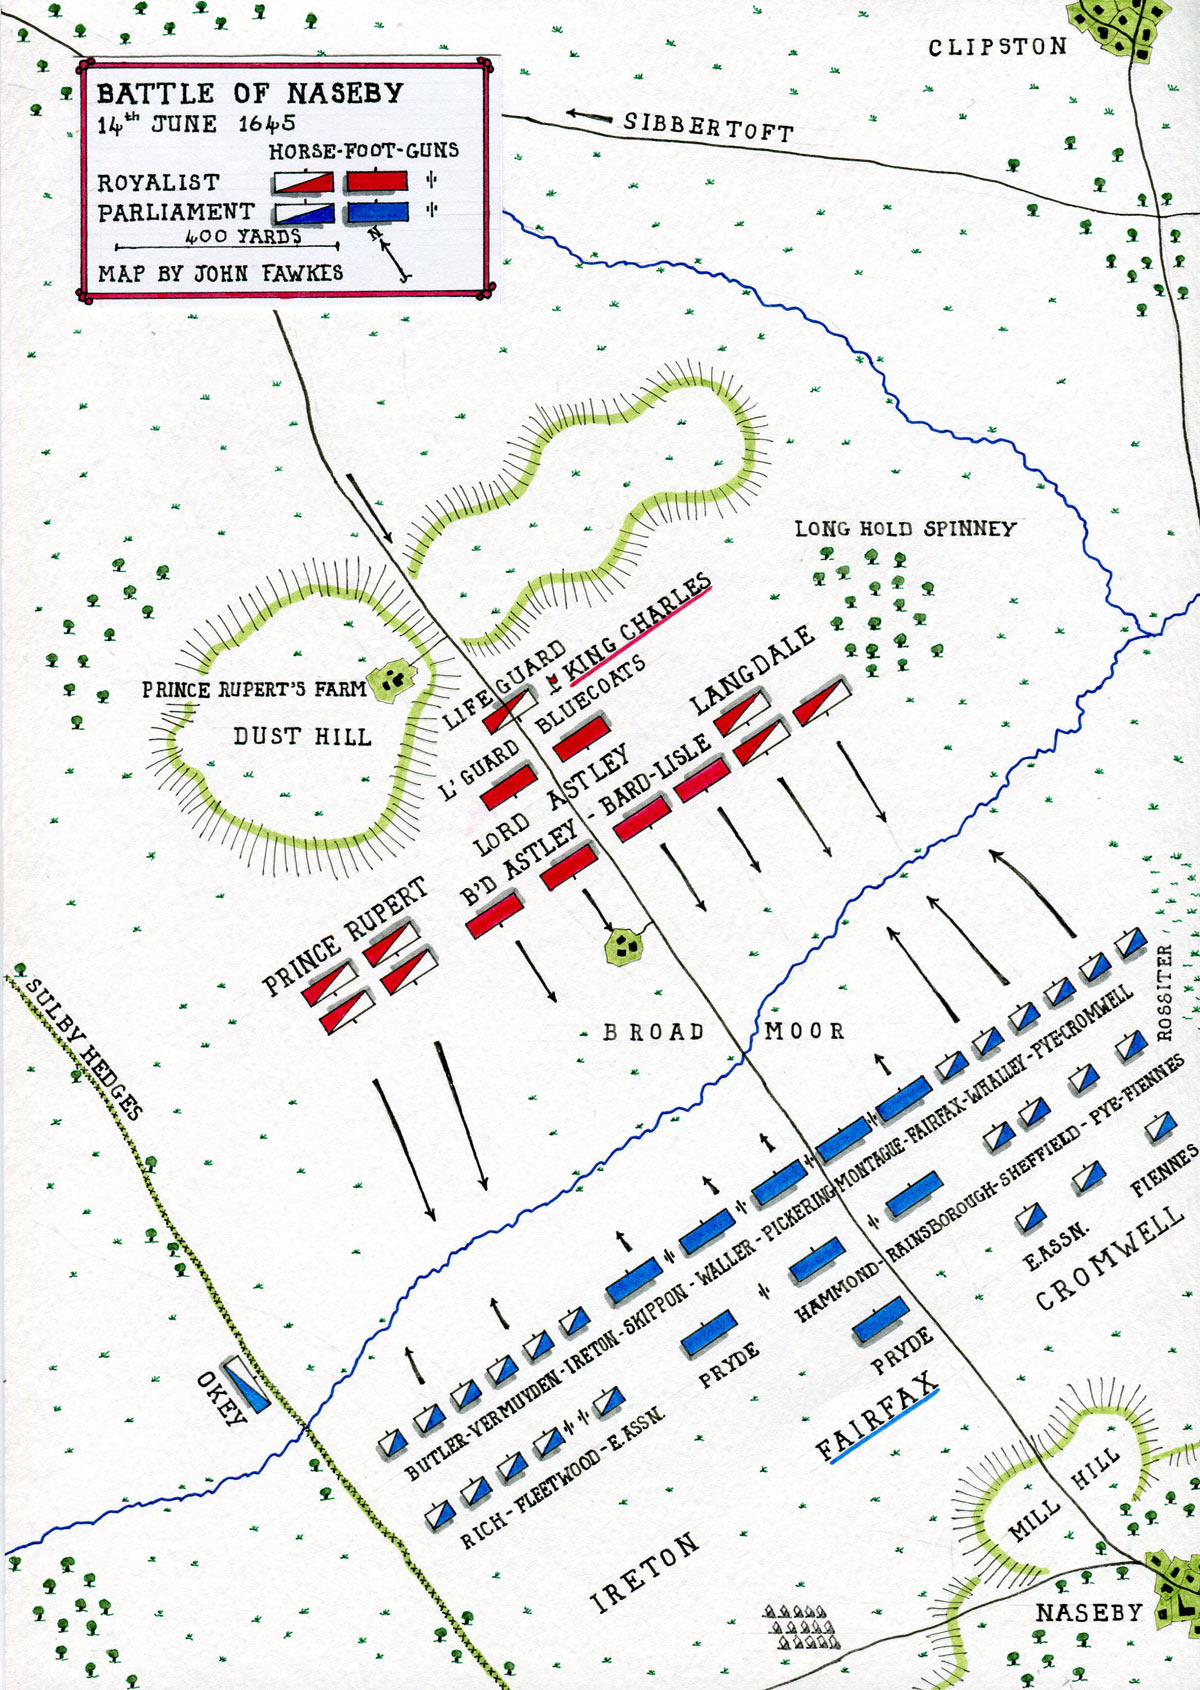 CLIPSTON
BATTLE OF NASEBY
14th JUNE 1645
HORSE-FOOT-GUNS
ROYALIST
PARLIAMENT
400 YARDS
N
MAP BY JOHN FAWKES
SIBBERTOFT
LONG HOLD SPINNEY
PRINCE RUPERT'S FARM
DUST HILL
LIFE GUARD
KING CHARLES
BLUECOATS
LANGDALE
L' GUARD
LORD ASTLEY
B'D ASTLEY - BARD-LISLE
PRINCE RUPERT
SULBY HEDGES
BROAD MOOR
ROSSITER
BUTLER-VERMUYDEN-IRETON-SKIPPON-WALLER-PICKERING MONTAGUE-FAIRFAX-WRALLEY-PYE-CROMWELL
HAMMOND-RAINSBOROUGH-SHEFFIELD-PYE-FIENNES
FIENNES
E.ASSN.
CROMWELL
OKEY
PRYDE
PRYDE
FAIRFAX
RICH-FLEETWOOD-E.ASSN.
IRETON
MILL HILL
NASEBY